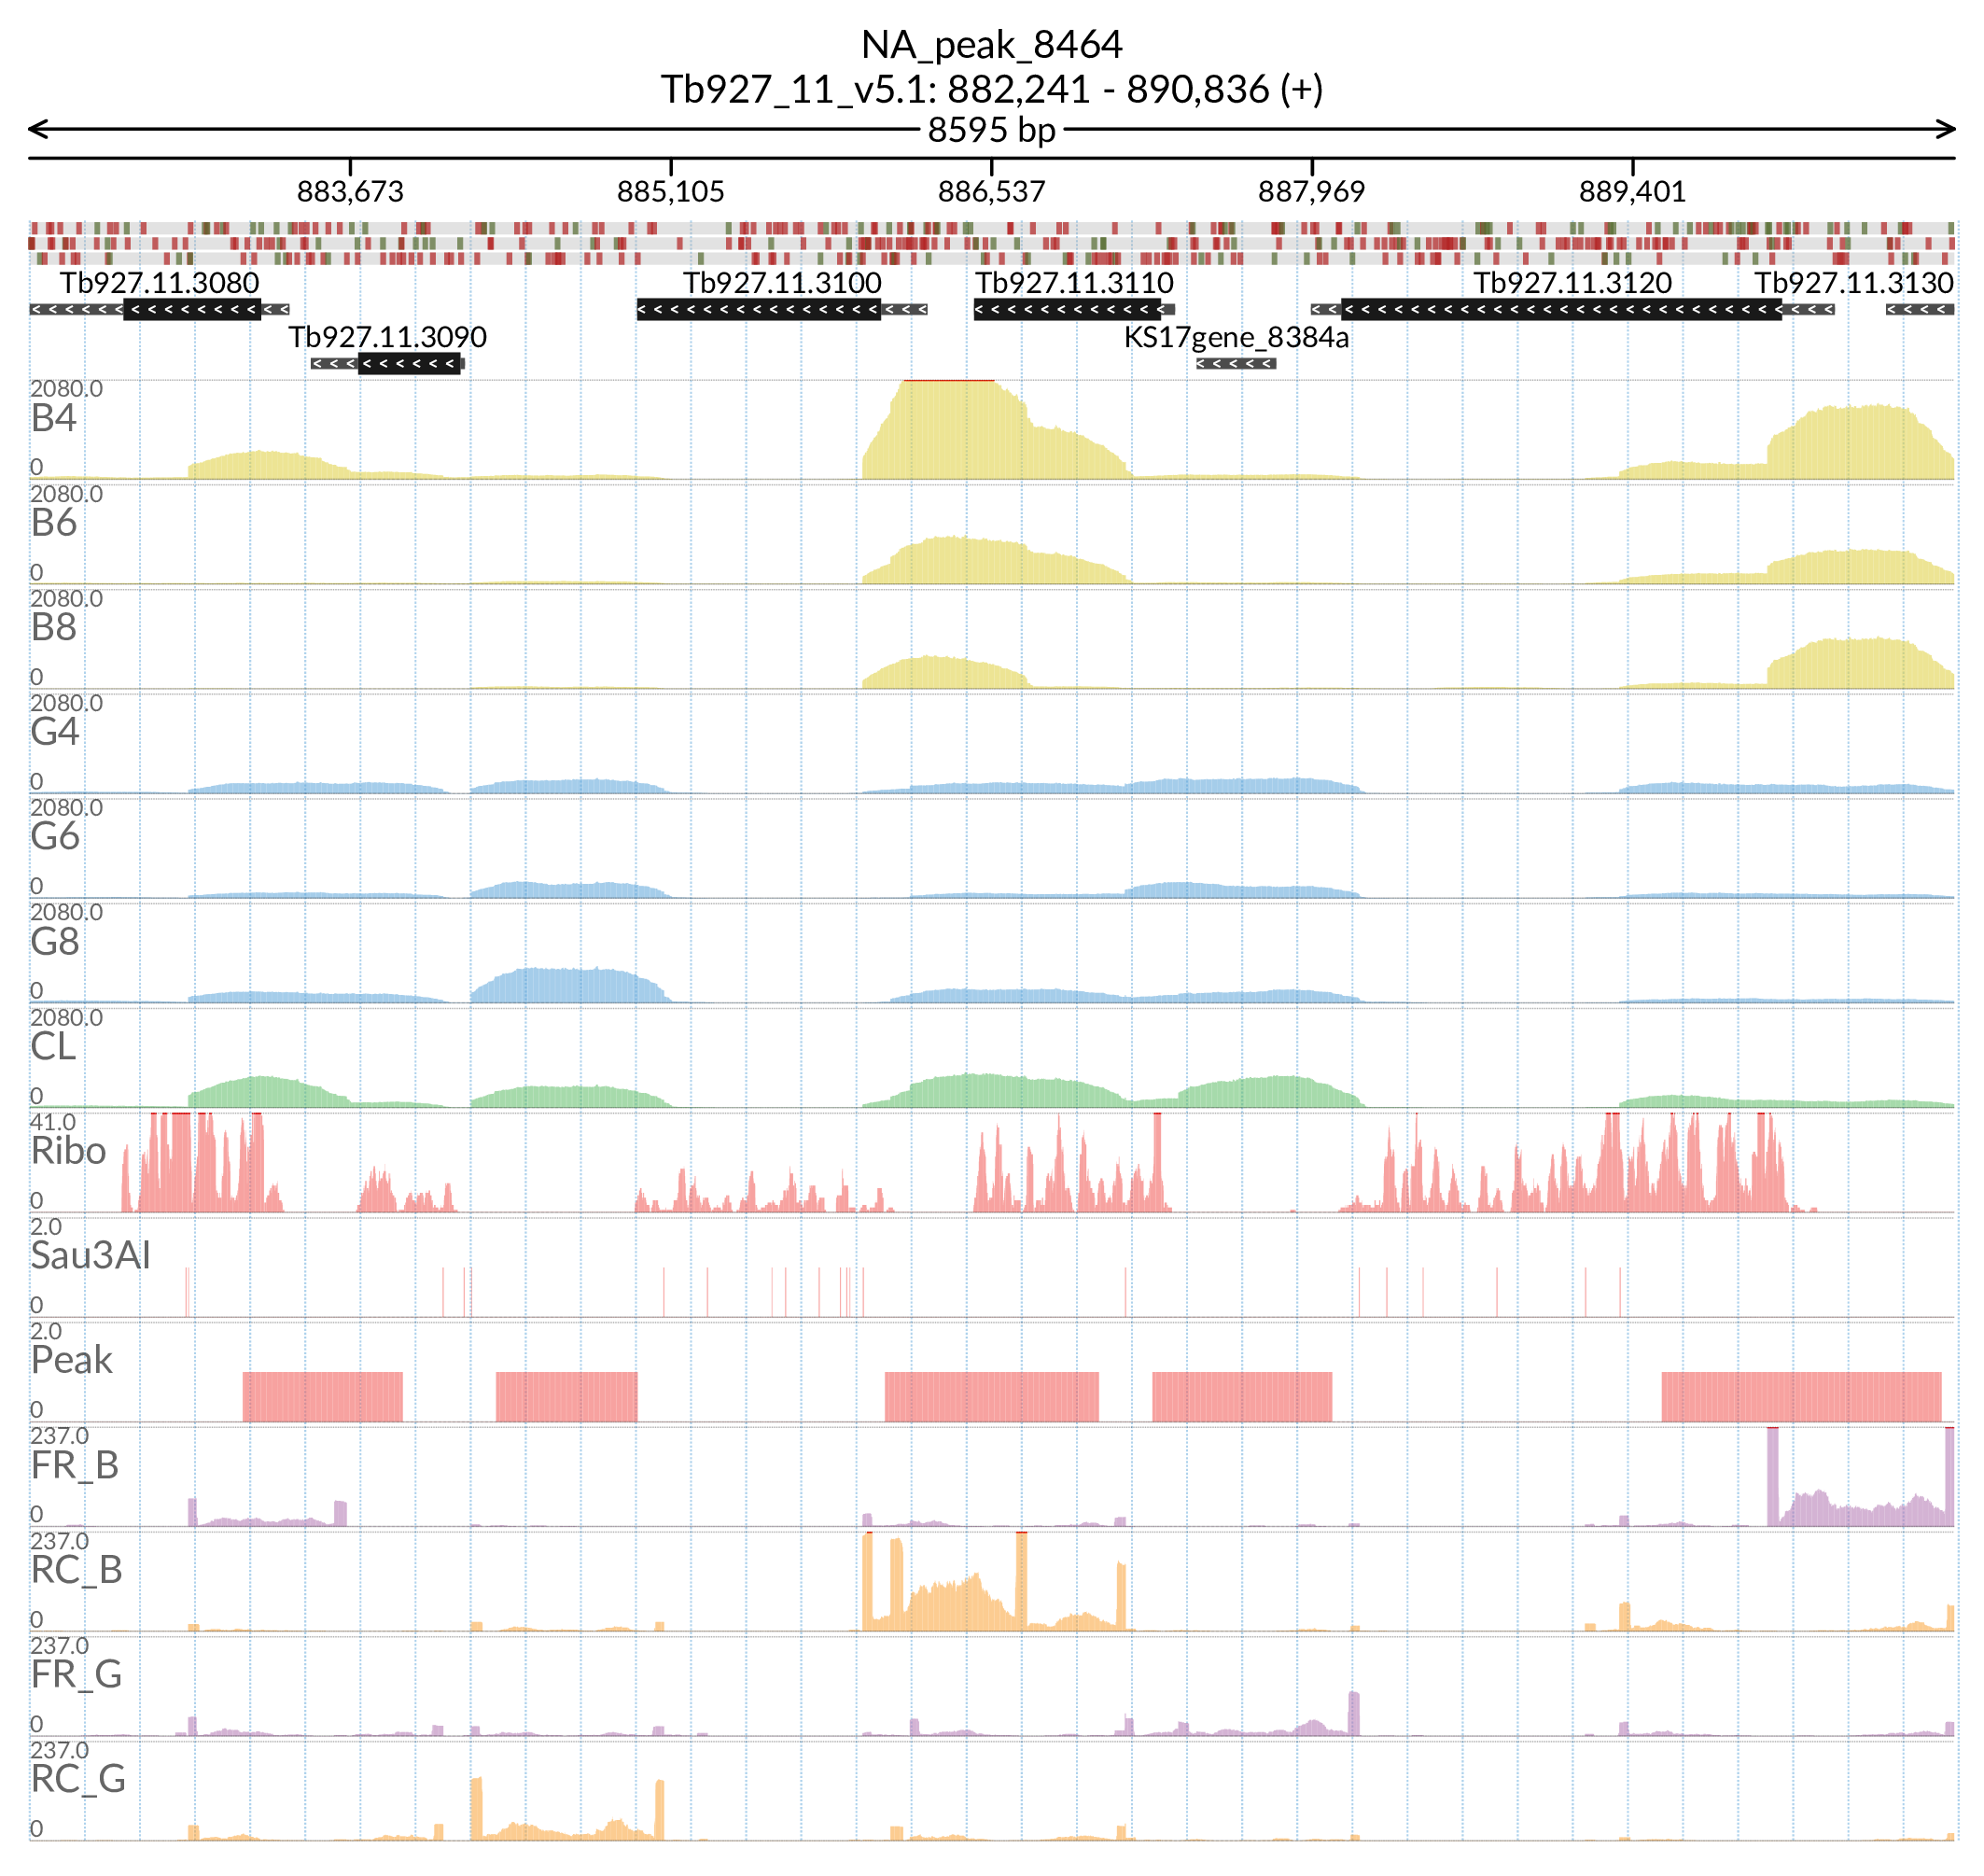 NA_peak_8464
Tb927_11_v5.1: 882,241 - 890,836 (+)
8595 bp
883,673 885,105 886,537 887,969 889,401
Tb927.11.3080 Tb927.11.3100 Tb927.11.3110 Tb927.11.3120 Tb927.11.3130
Tb927.11.3090 KS17gene_8384a
2080.0
B4
0
2080.0
B6
0
2080.0
B8
0
2080.0
G4
0
2080.0
G6
0
2080.0
G8
0
2080.0
CL
0
41.0
Ribo
0
2.0
Sau3AI
0
2.0
Peak
0
237.0
FR_B
0
237.0
RC_B
0
237.0
FR_G
0
237.0
RC_G
0